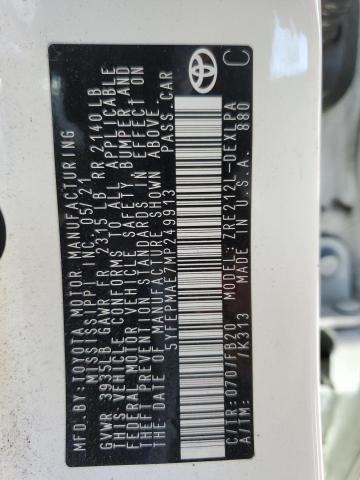 MFD. BY: TOYOTA MOTOR MANUFACTURING
MISSISSIPPI INC. 05/21
GVWR 3935LB GAWR FR 2315 LB RR 2140LB
THIS VEHICLE CONFORMS TO ALL APPLICABLE
FEDERAL MOTOR VEHICLE SAFETY, BUMPER, AND
THEFT PREVENTION STANDARDS IN EFFECT ON
THE DATE OF MANUFACTURE SHOWN ABOVE.
5YFEPMAE7MP249913 PASS. CAR
C
C/TR: 070/FB20 MODEL: ZRE212L-DEXLPA
A/TM: /K313 MADE IN U.S.A. 880